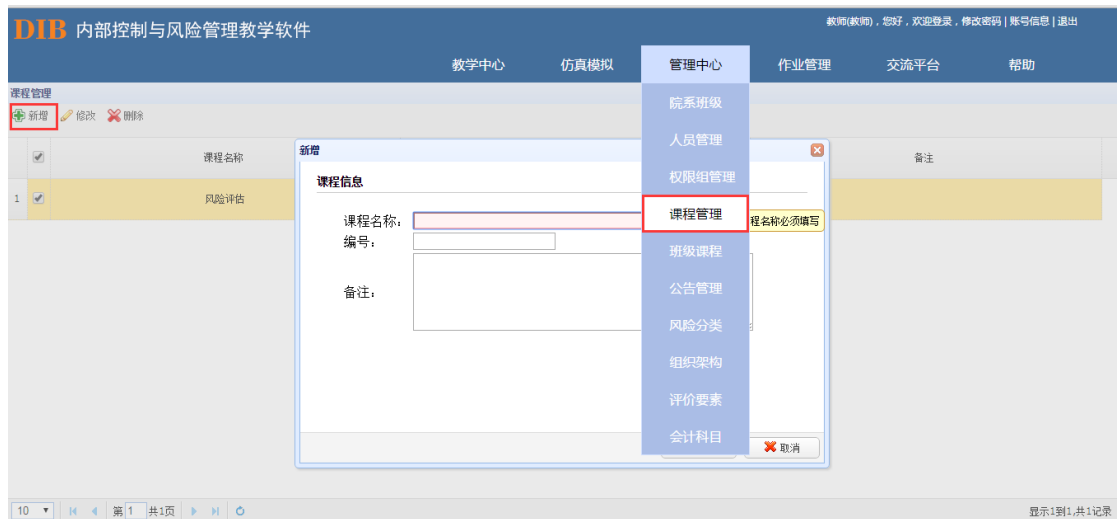 DIB 内部控制与风险管理教学软件
教师(教师)，您好，欢迎登录，修改密码 | 账号信息 | 退出
教学中心 仿真模拟 管理中心 作业管理 交流平台 帮助
课程管理
新增 修改 删除
课程名称 备注
1 风险评估
新增
课程信息
课程名称：
程名称必须填写
编号：
备注：
取消
院系班级
人员管理
权限组管理
课程管理
班级课程
公告管理
风险分类
组织架构
评价要素
会计科目
10 第 1 共1页 显示1到1,共1记录